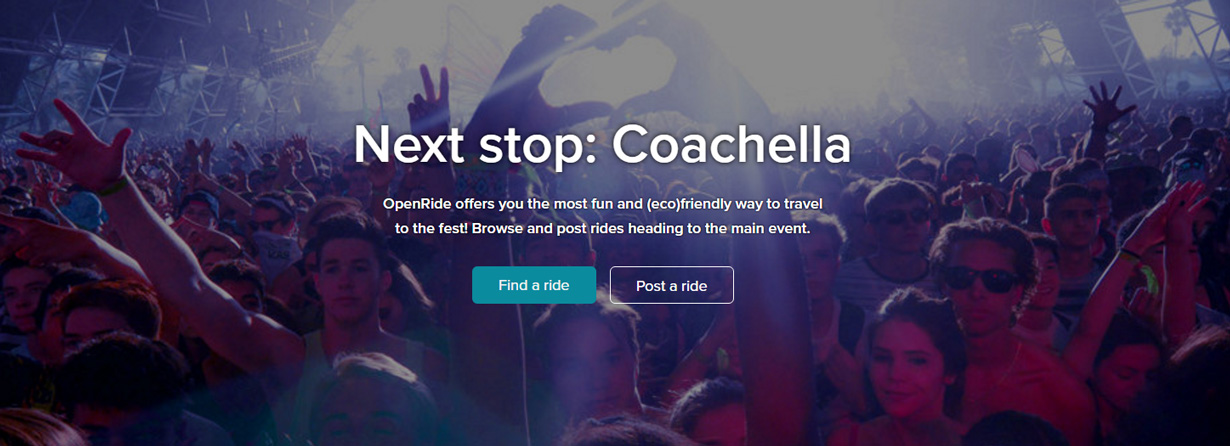 Next stop: Coachella
OpenRide offers you the most fun and (eco)friendly way to travel
to the fest! Browse and post rides heading to the main event.
Find a ride
Post a ride